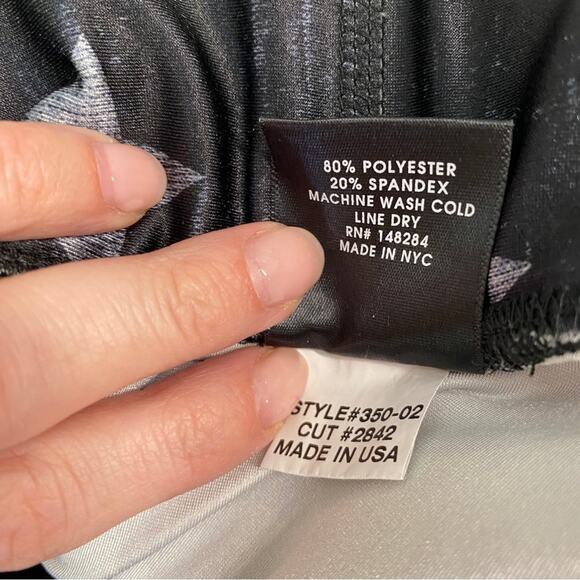 80% POLYESTER
20% SPANDEX
MACHINE WASH COLD
LINE DRY
RN# 148284
MADE IN NYC
STYLE#350-02
CUT #2842
MADE IN USA